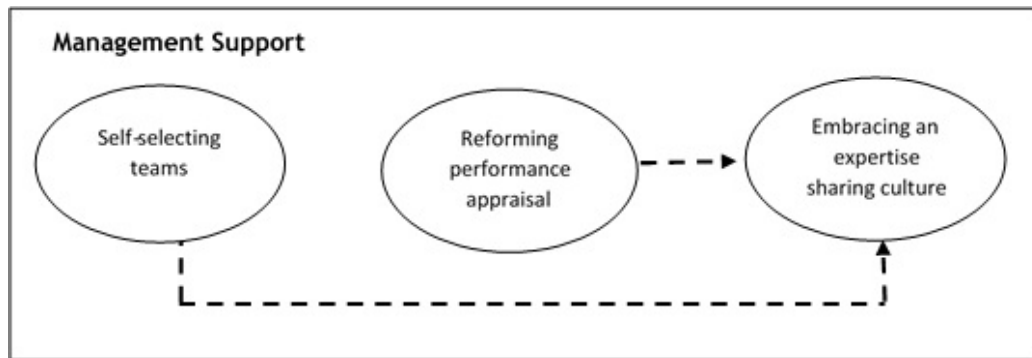 Management Support
Self-selecting
teams
Reforming
performance
appraisal
Embracing an
expertise
sharing culture